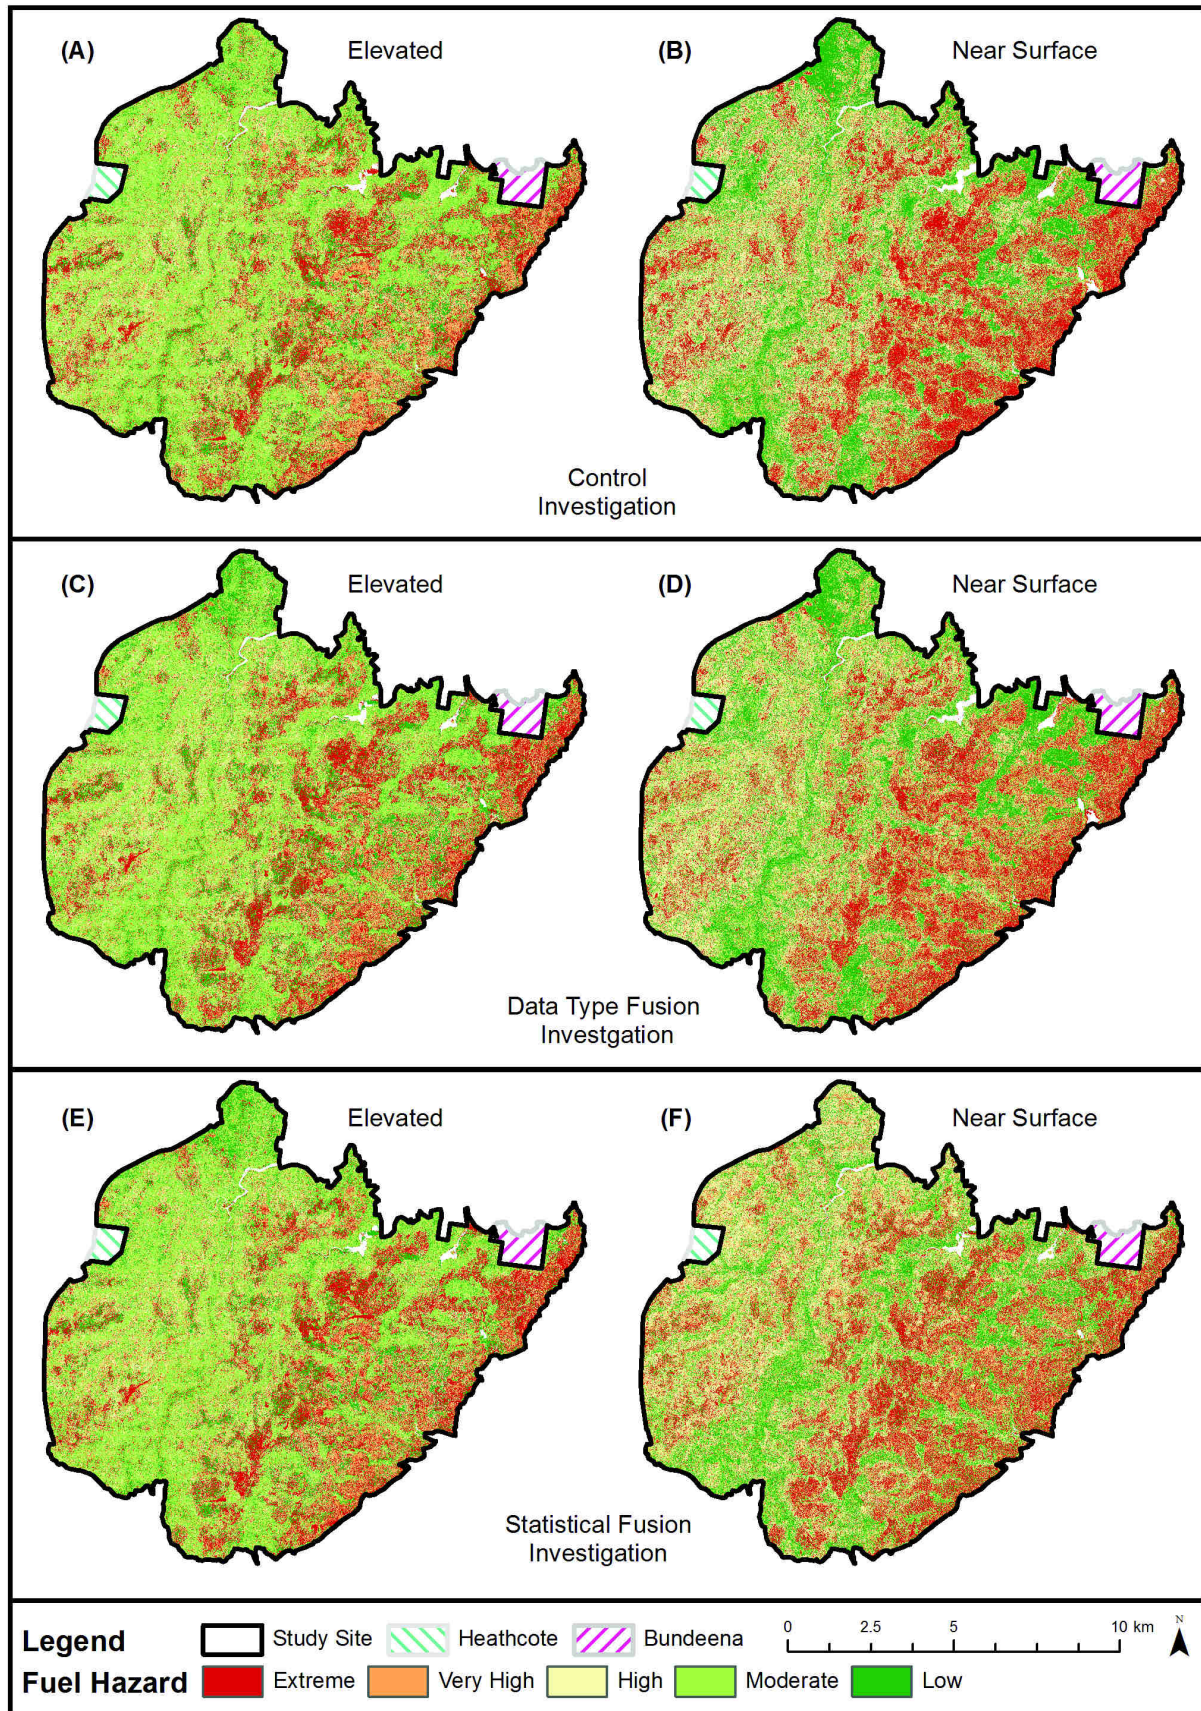 (A) Elevated
(B) Near Surface
Control
Investigation
(C) Elevated
(D) Near Surface
Data Type Fusion
Investgation
(E) Elevated
(F) Near Surface
Statistical Fusion
Investigation
Legend Study Site Heathcote Bundeena 0 2.5 5 10 km N
Fuel Hazard Extreme Very High High Moderate Low